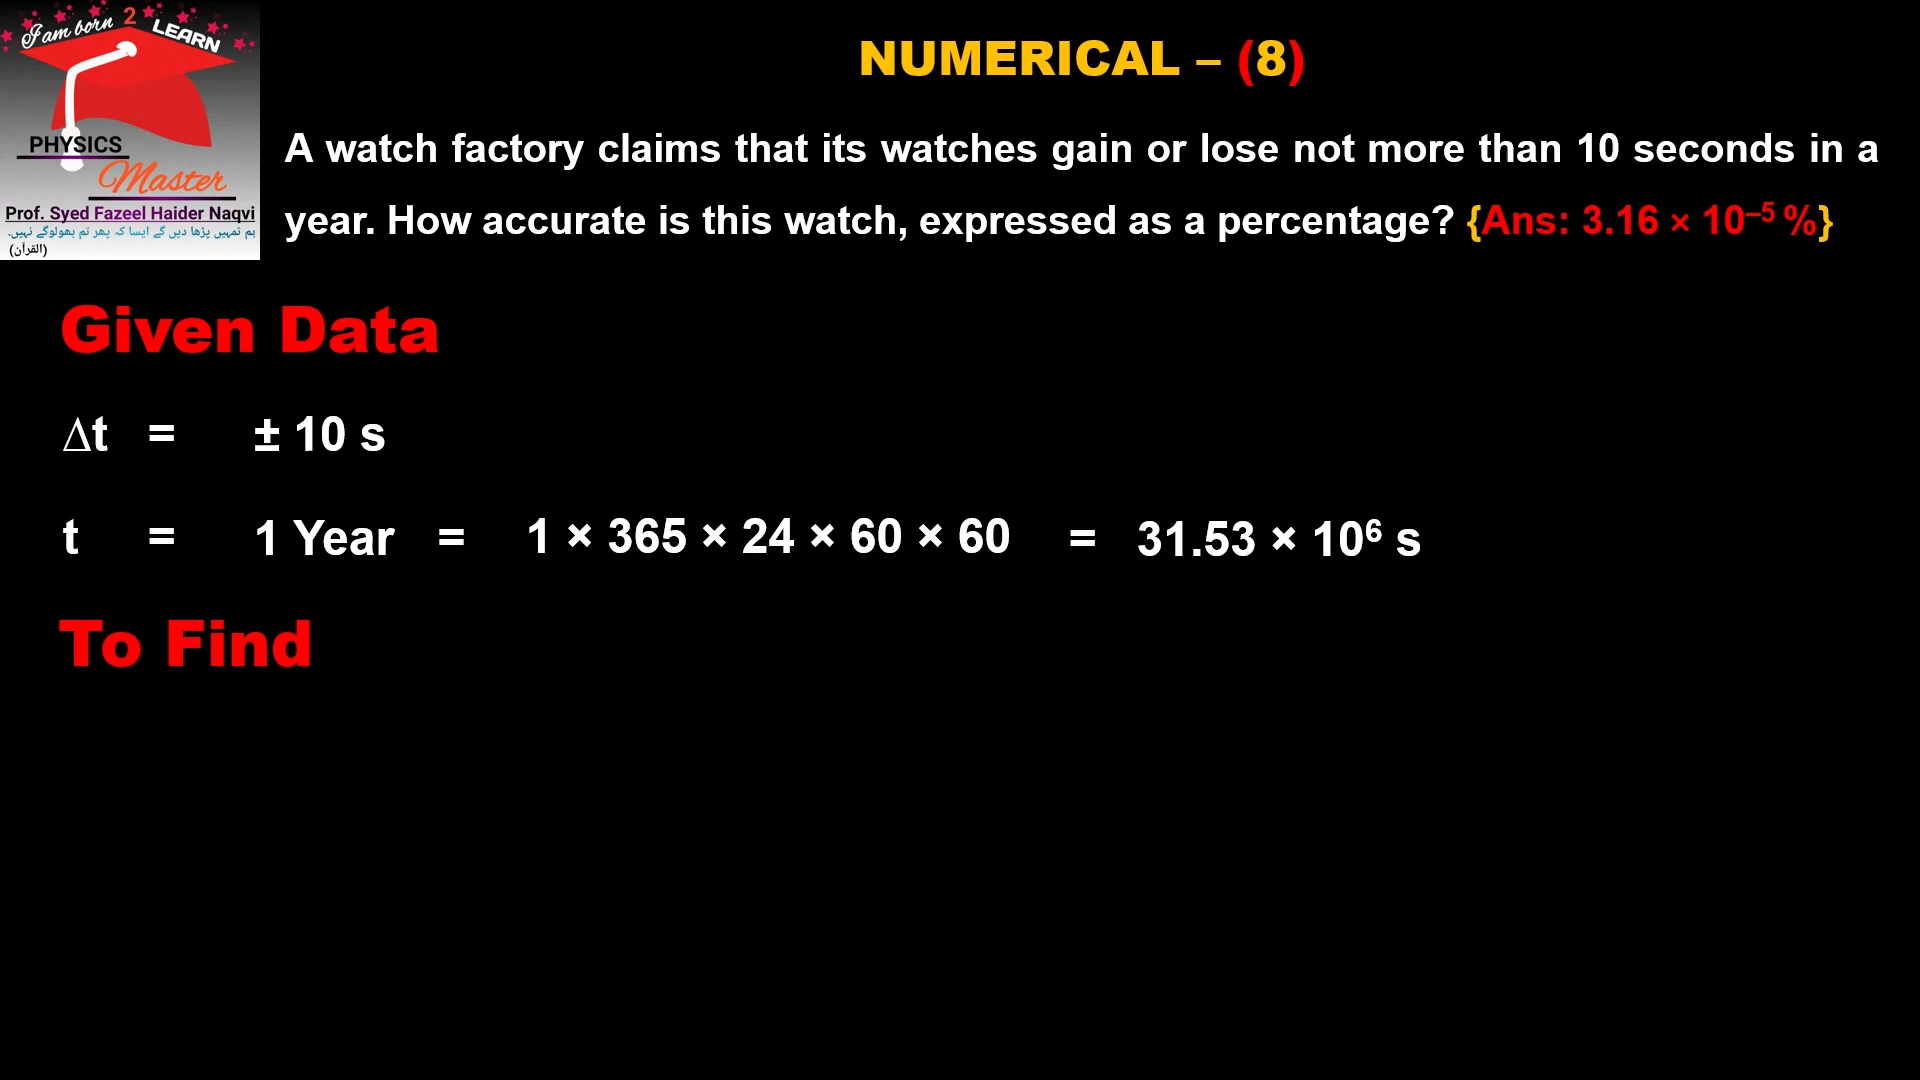 I am born 2 LEARN
PHYSICS
Master
Prof. Syed Fazeel Haider Naqvi
ہم تمہیں پڑھا دیں گے ایسا کہ پھر تم بھولوگے نہیں۔
(القرآن)
NUMERICAL – (8)
A watch factory claims that its watches gain or lose not more than 10 seconds in a
year. How accurate is this watch, expressed as a percentage? {Ans: 3.16 × 10⁻⁵ %}
Given Data
Δt = ± 10 s
t = 1 Year = 1 × 365 × 24 × 60 × 60 = 31.53 × 10⁶ s
To Find